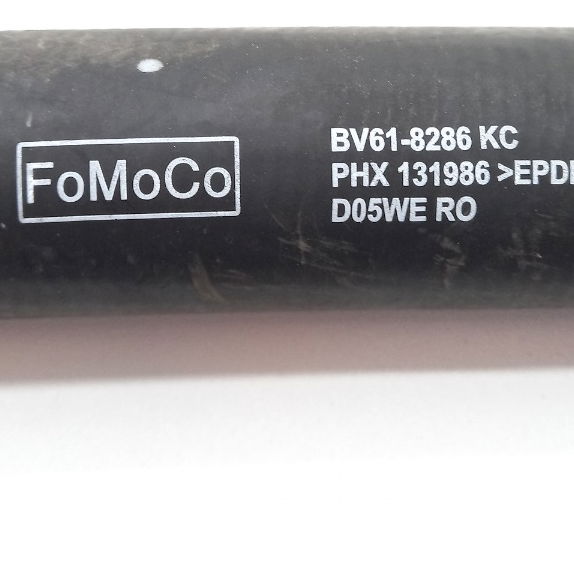 FoMoCo
BV61-8286 KC
PHX 131986 >EPD
D05WE RO